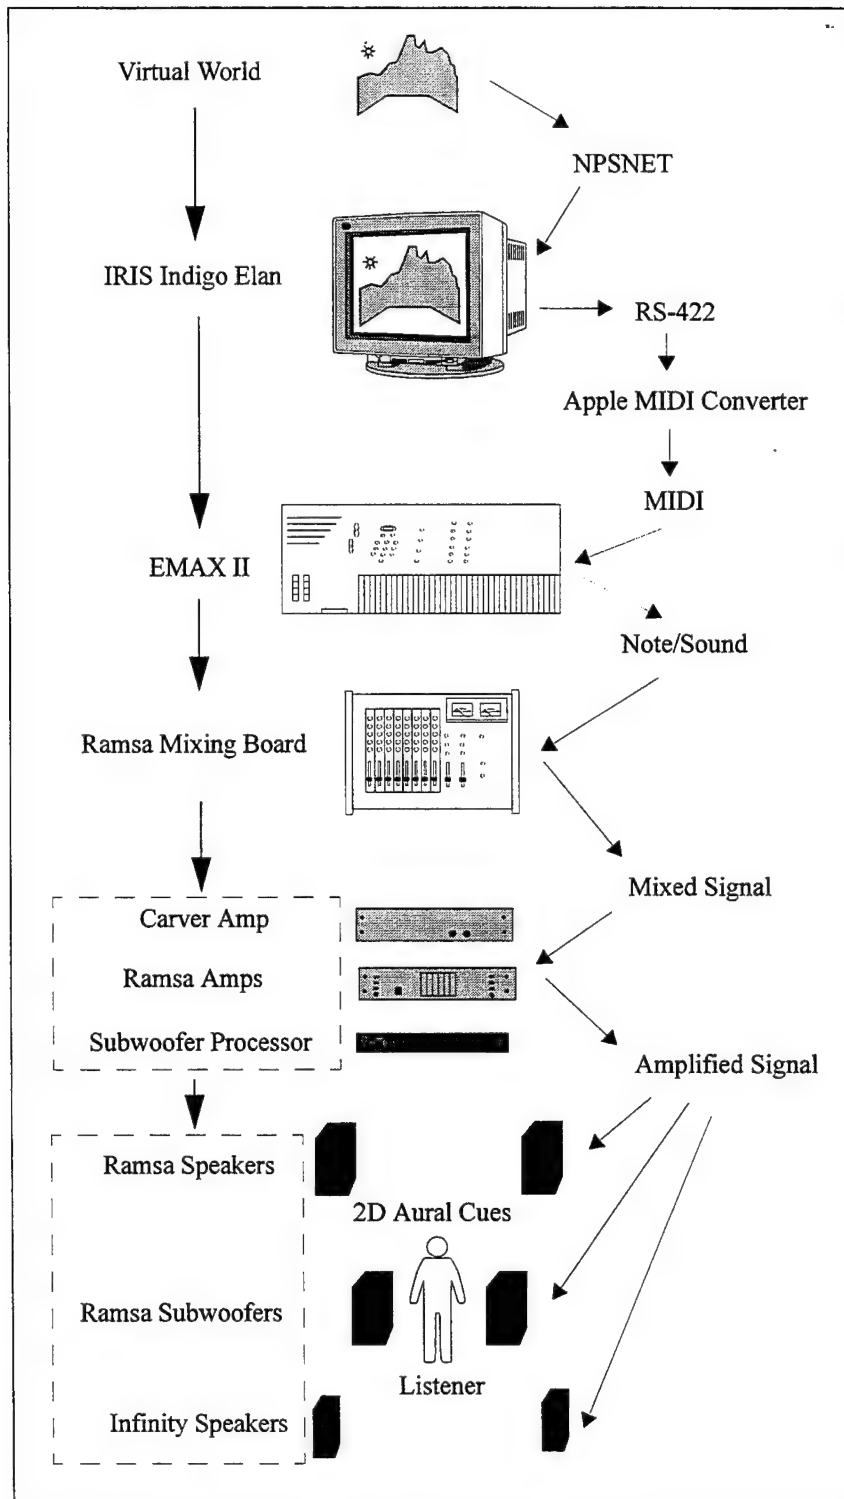 Virtual World
NPSNET
IRIS Indigo Elan
RS-422
Apple MIDI Converter
MIDI
EMAX II
Note/Sound
Ramsa Mixing Board
Mixed Signal
Carver Amp
Ramsa Amps
Subwoofer Processor
Amplified Signal
Ramsa Speakers
2D Aural Cues
Ramsa Subwoofers
Listener
Infinity Speakers